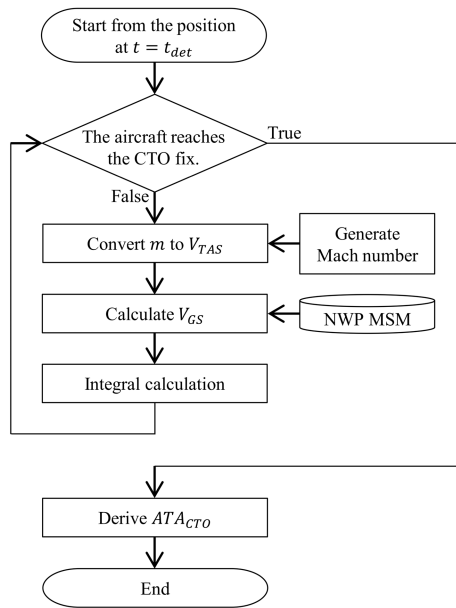 Start from the position
at t = t_det
The aircraft reaches
the CTO fix.
True
False
Convert m to V_TAS
Generate
Mach number
Calculate V_GS
NWP MSM
Integral calculation
Derive ATA_CTO
End